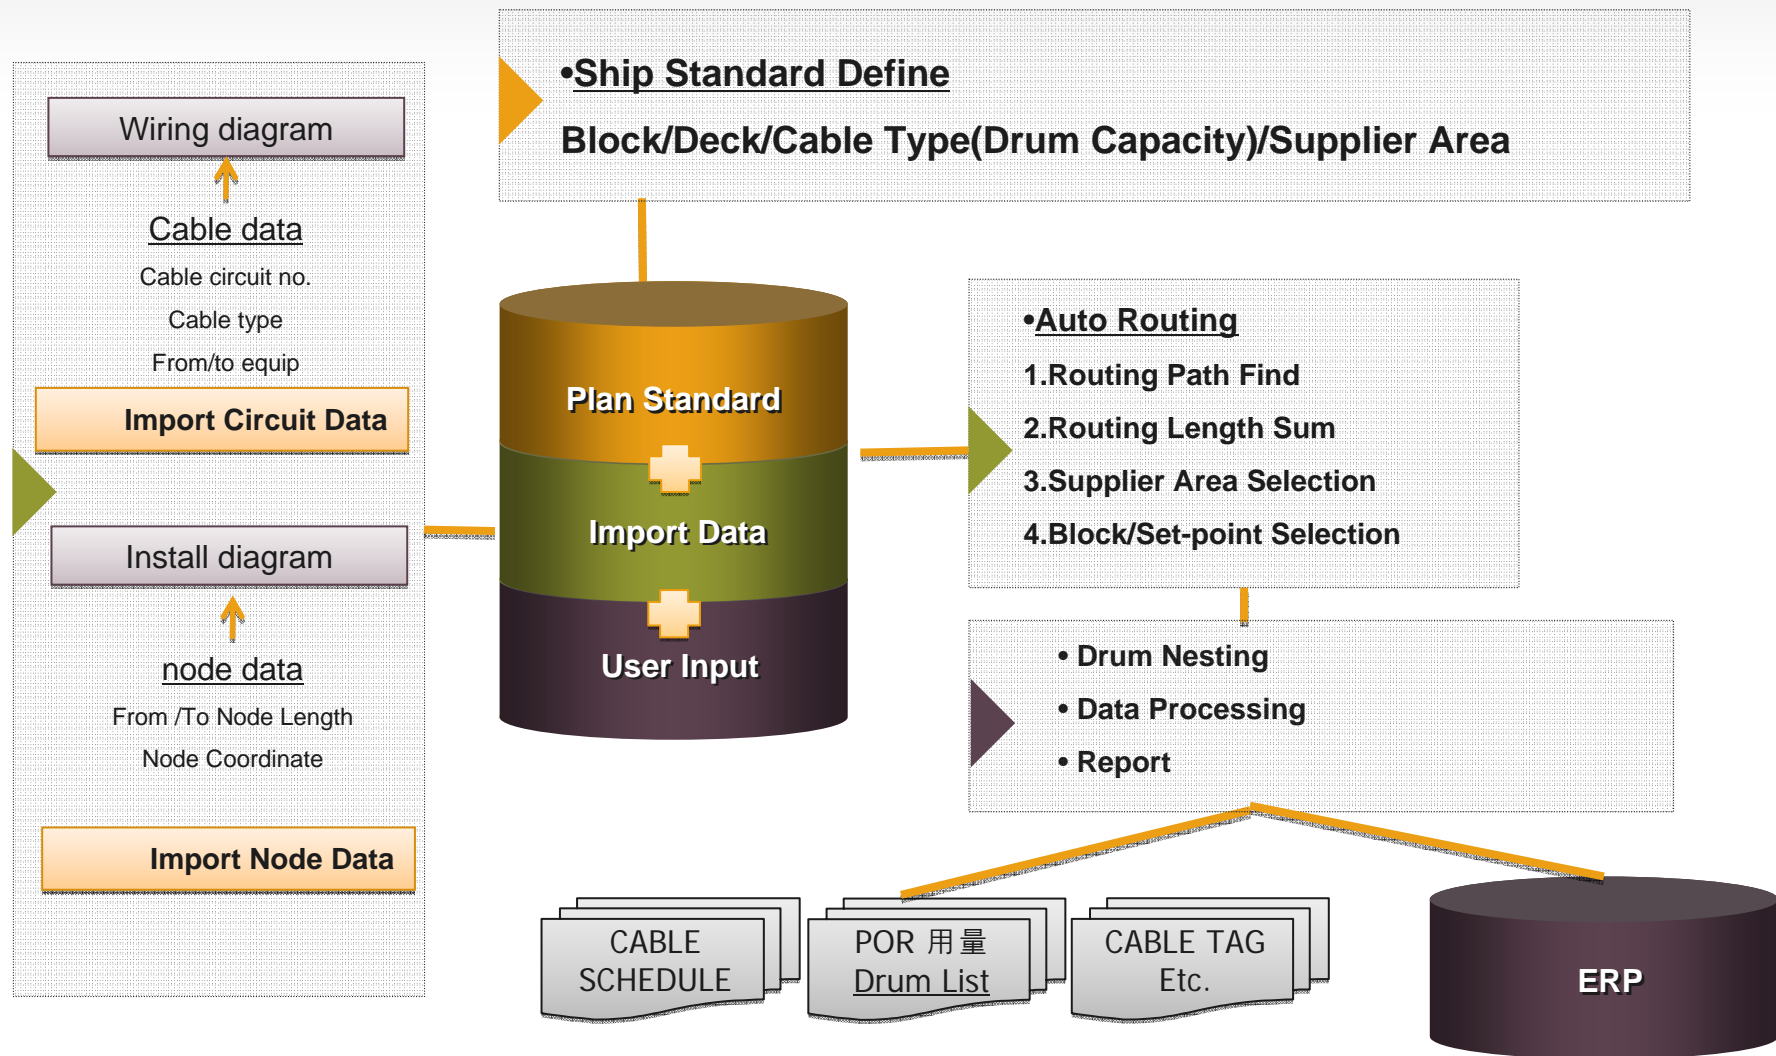 •Ship Standard Define
Block/Deck/Cable Type(Drum Capacity)/Supplier Area
Wiring diagram
Cable data
Cable circuit no.
Cable type
From/to equip
Import Circuit Data
Install diagram
node data
From /To Node Length
Node Coordinate
Import Node Data
Plan Standard
Import Data
User Input
•Auto Routing
1.Routing Path Find
2.Routing Length Sum
3.Supplier Area Selection
4.Block/Set-point Selection
• Drum Nesting
• Data Processing
• Report
CABLE
SCHEDULE
POR 用量
Drum List
CABLE TAG
Etc.
ERP